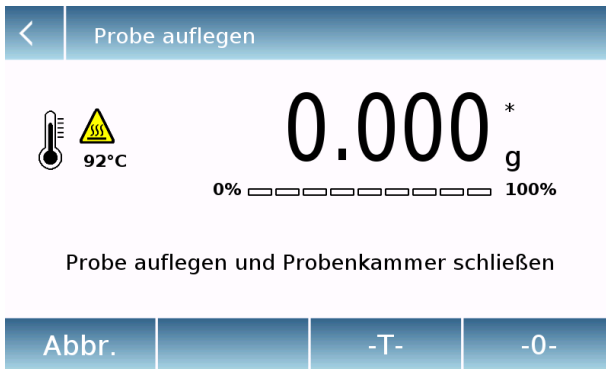 Probe auflegen
0.000 *
g
92°C
0% 100%
Probe auflegen und Probenkammer schließen
Abbr. -T- -0-